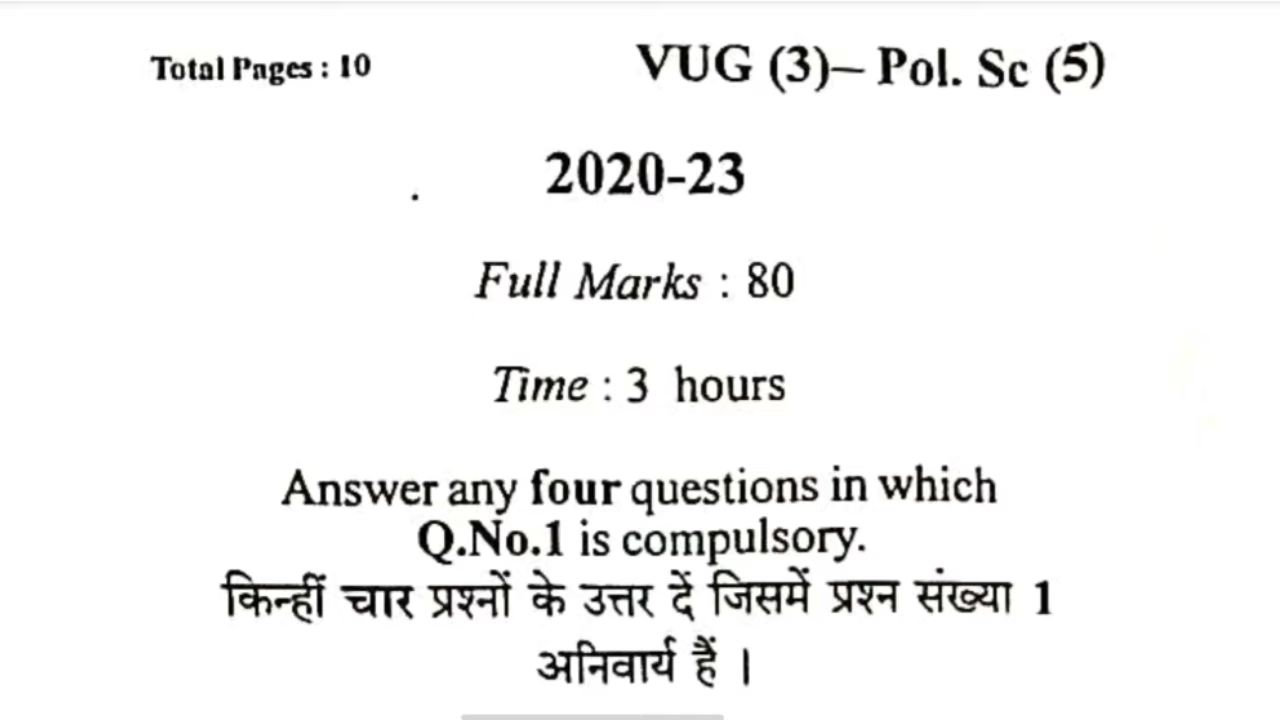 Total Pages : 10
VUG (3)– Pol. Sc (5)
2020-23
Full Marks : 80
Time : 3 hours
Answer any four questions in which
Q.No.1 is compulsory.
किन्हीं चार प्रश्नों के उत्तर दें जिसमें प्रश्न संख्या 1
अनिवार्य हैं ।